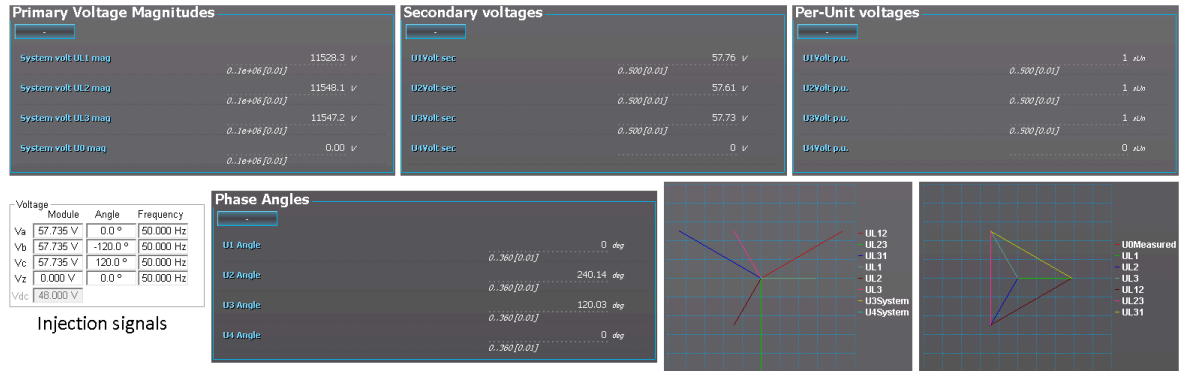 Primary Voltage Magnitudes
-
System volt UL1 mag 11528.3 V
0..1e+06 [0.01]
System volt UL2 mag 11548.1 V
0..1e+06 [0.01]
System volt UL3 mag 11547.2 V
0..1e+06 [0.01]
System volt U0 mag 0.00 V
0..1e+06 [0.01]
Secondary voltages
-
U1Volt sec 57.76 V
0..500 [0.01]
U2Volt sec 57.61 V
0..500 [0.01]
U3Volt sec 57.73 V
0..500 [0.01]
U4Volt sec 0 V
Per-Unit voltages
-
U1Volt p.u. 1 xUn
0..500 [0.01]
U2Volt p.u. 1 xUn
0..500 [0.01]
U3Volt p.u. 1 xUn
0..500 [0.01]
U4Volt p.u. 0 xUn
Voltage
Module Angle Frequency
Va 57.735 V 0.0 º 50.000 Hz
Vb 57.735 V -120.0 º 50.000 Hz
Vc 57.735 V 120.0 º 50.000 Hz
Vz 0.000 V 0.0 º 50.000 Hz
Vdc 48.000 V
Injection signals
Phase Angles
-
U1 Angle 0 deg
0..360 [0.01]
U2 Angle 240.14 deg
0..360 [0.01]
U3 Angle 120.03 deg
0..360 [0.01]
U4 Angle 0 deg
0..360 [0.01]
UL12
UL23
UL31
UL1
UL2
UL3
U3System
U4System
U0Measured
UL1
UL2
UL3
UL12
UL23
UL31